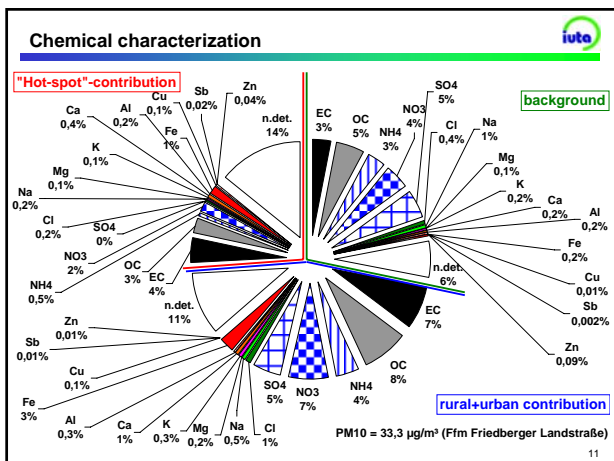 Chemical characterization
iuta
"Hot-spot"-contribution
background
Ca
0,4%
Al
0,2%
Cu
0,1%
Sb
0,02%
Zn
0,04%
Fe
1%
K
0,1%
Mg
0,1%
Na
0,2%
Cl
0,2%
SO4
0%
NO3
2%
NH4
0,5%
OC
3%
EC
4%
n.det.
14%
EC
3%
OC
5%
NH4
3%
NO3
4%
SO4
5%
Cl
0,4%
Na
1%
Mg
0,1%
K
0,2%
Ca
0,2%
Al
0,2%
Fe
0,2%
Cu
0,01%
Sb
0,002%
Zn
0,09%
n.det.
6%
EC
7%
OC
8%
NH4
4%
NO3
7%
SO4
5%
Cl
1%
Na
0,5%
Mg
0,2%
K
0,3%
Ca
1%
Al
0,3%
Fe
3%
Cu
0,1%
Sb
0,01%
Zn
0,01%
n.det.
11%
rural+urban contribution
PM10 = 33,3 µg/m³ (Ffm Friedberger Landstraße)
11